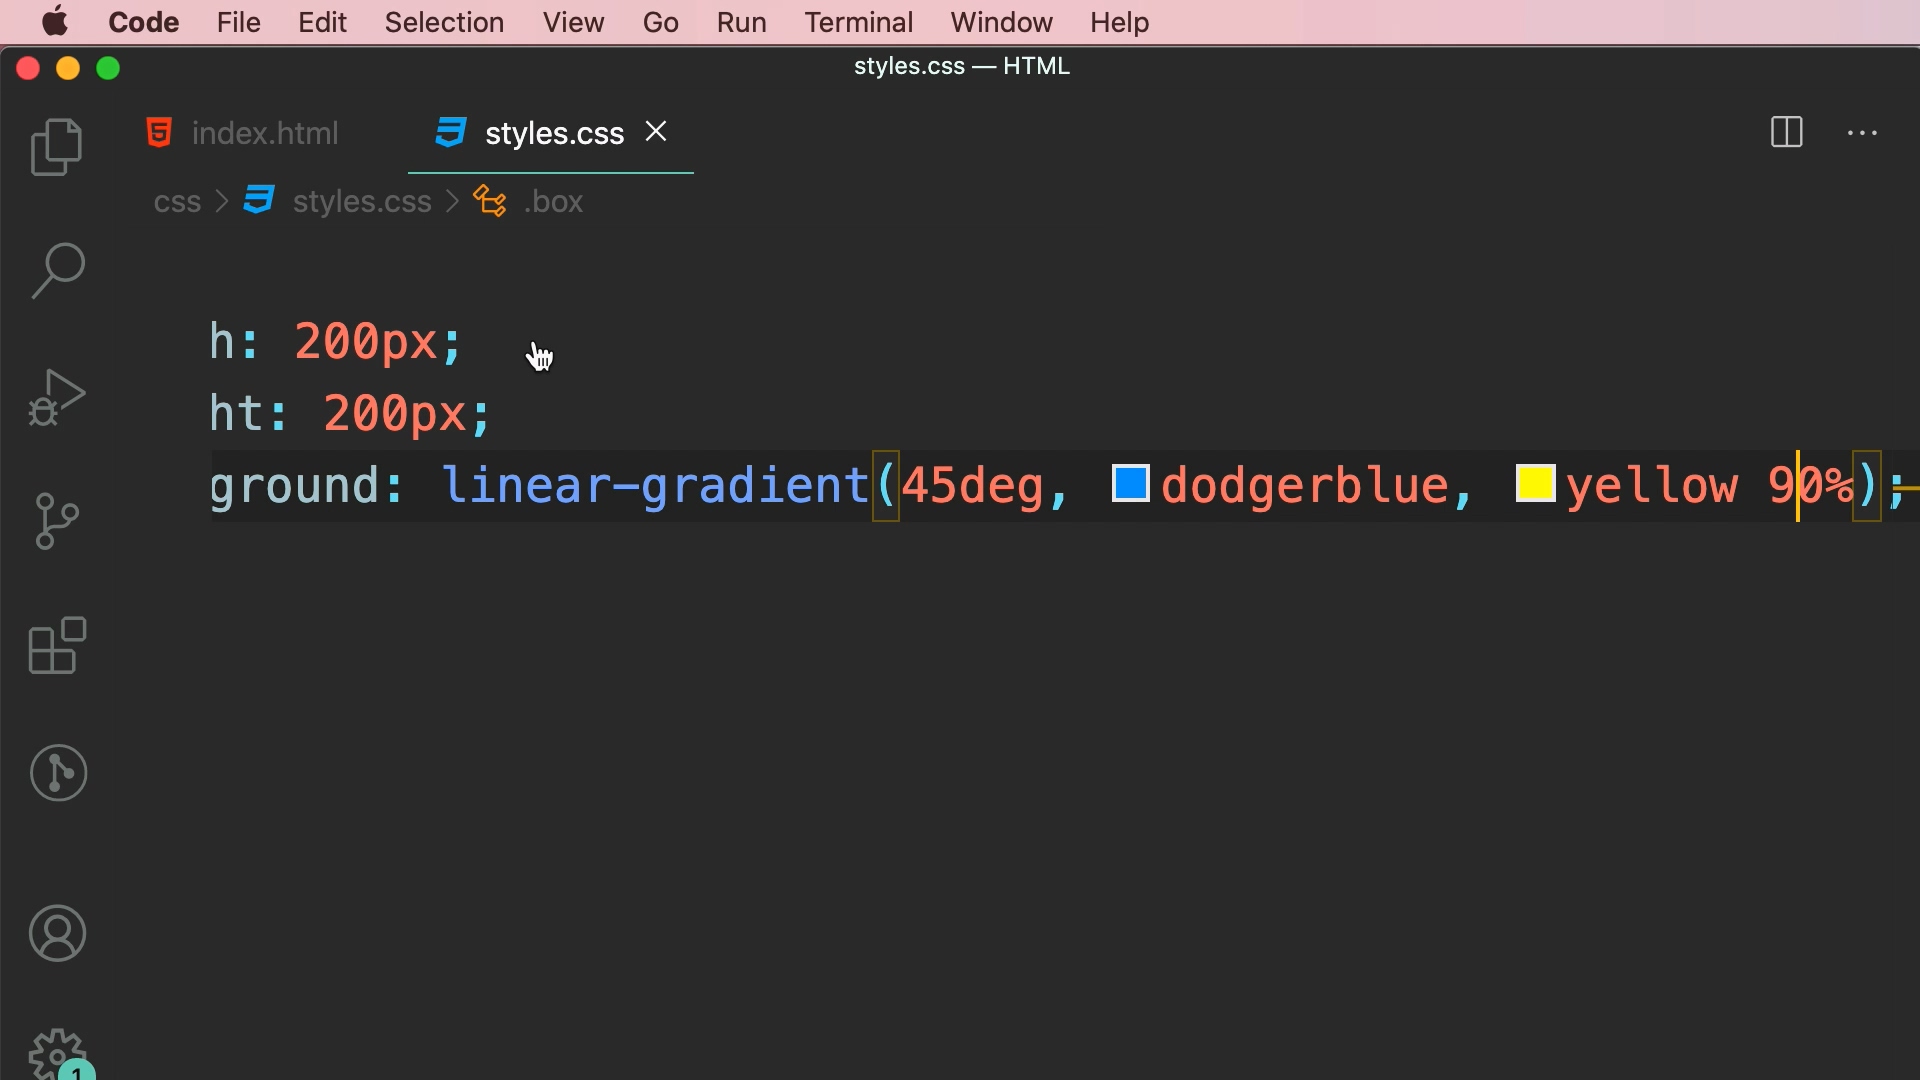 Code File Edit Selection View Go Run Terminal Window Help
styles.css — HTML
index.html styles.css
css > styles.css > .box
h: 200px;
ht: 200px;
ground: linear-gradient(45deg, dodgerblue, yellow 90%);
1